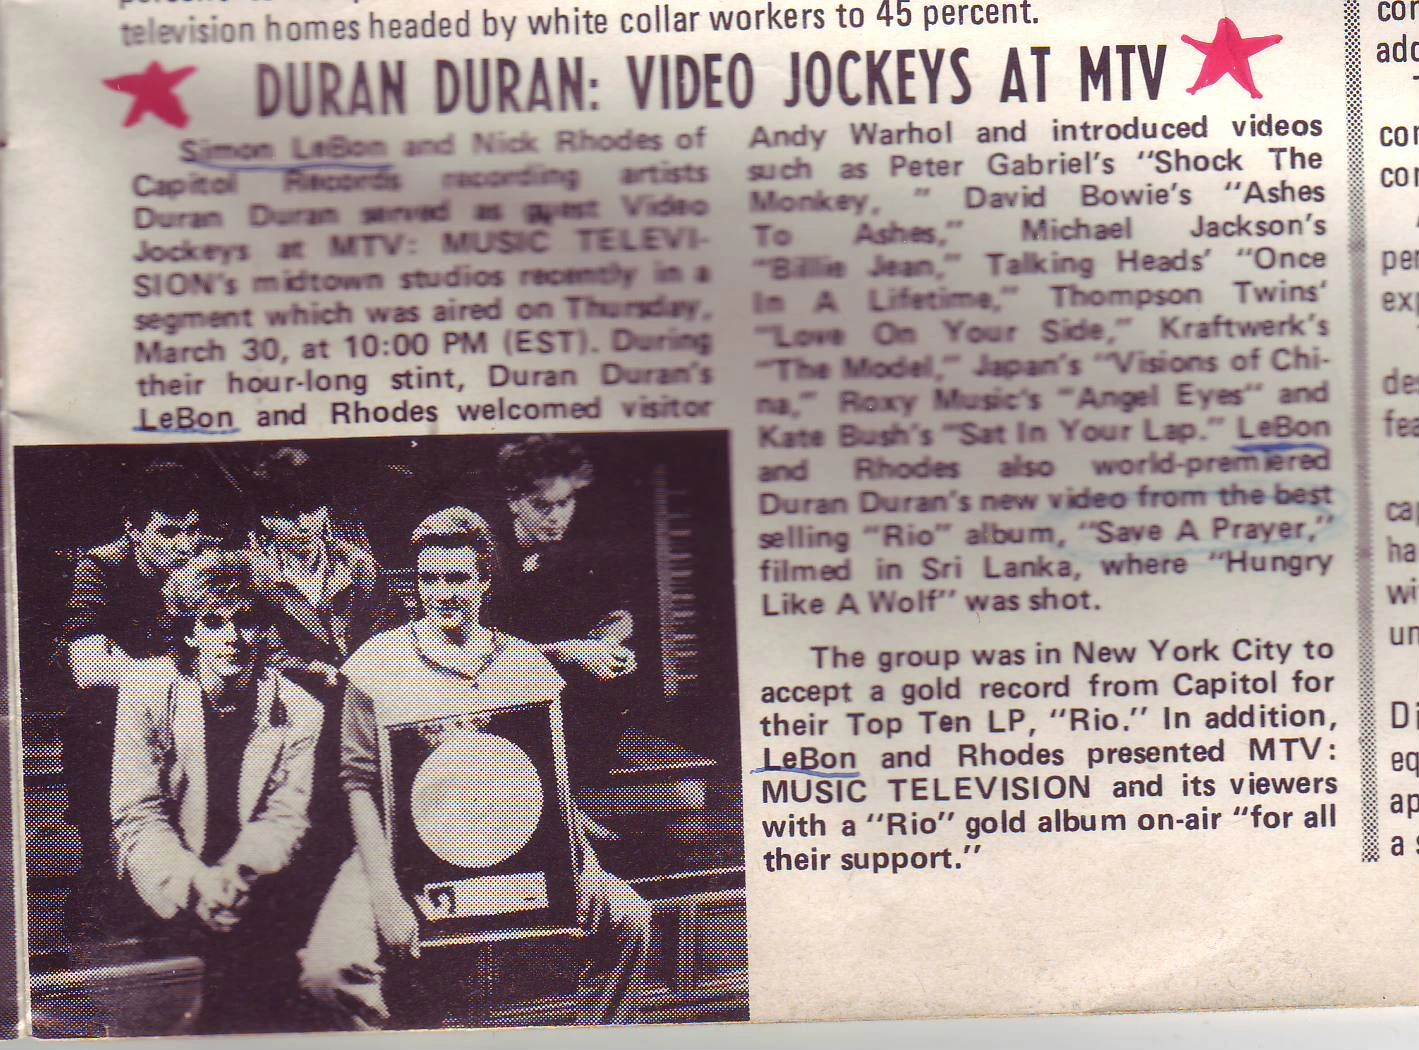 television homes headed by white collar workers to 45 percent.
DURAN DURAN: VIDEO JOCKEYS AT MTV
Simon LeBon and Nick Rhodes of
Capitol Records recording artists
Duran Duran served as guest Video
Jockeys at MTV: MUSIC TELEVI-
SION's midtown studios recently in a
segment which was aired on Thursday,
March 30, at 10:00 PM (EST). During
their hour-long stint, Duran Duran's
LeBon and Rhodes welcomed visitor
Andy Warhol and introduced videos
such as Peter Gabriel's "Shock The
Monkey, " David Bowie's "Ashes
To Ashes," Michael Jackson's
"Billie Jean," Talking Heads' "Once
In A Lifetime," Thompson Twins'
"Love On Your Side," Kraftwerk's
"The Model," Japan's "Visions of Chi-
na," Roxy Music's "Angel Eyes" and
Kate Bush's "Sat In Your Lap." LeBon
and Rhodes also world-premiered
Duran Duran's new video from the best
selling "Rio" album, "Save A Prayer,"
filmed in Sri Lanka, where "Hungry
Like A Wolf" was shot.
The group was in New York City to
accept a gold record from Capitol for
their Top Ten LP, "Rio." In addition,
LeBon and Rhodes presented MTV:
MUSIC TELEVISION and its viewers
with a "Rio" gold album on-air "for all
their support."